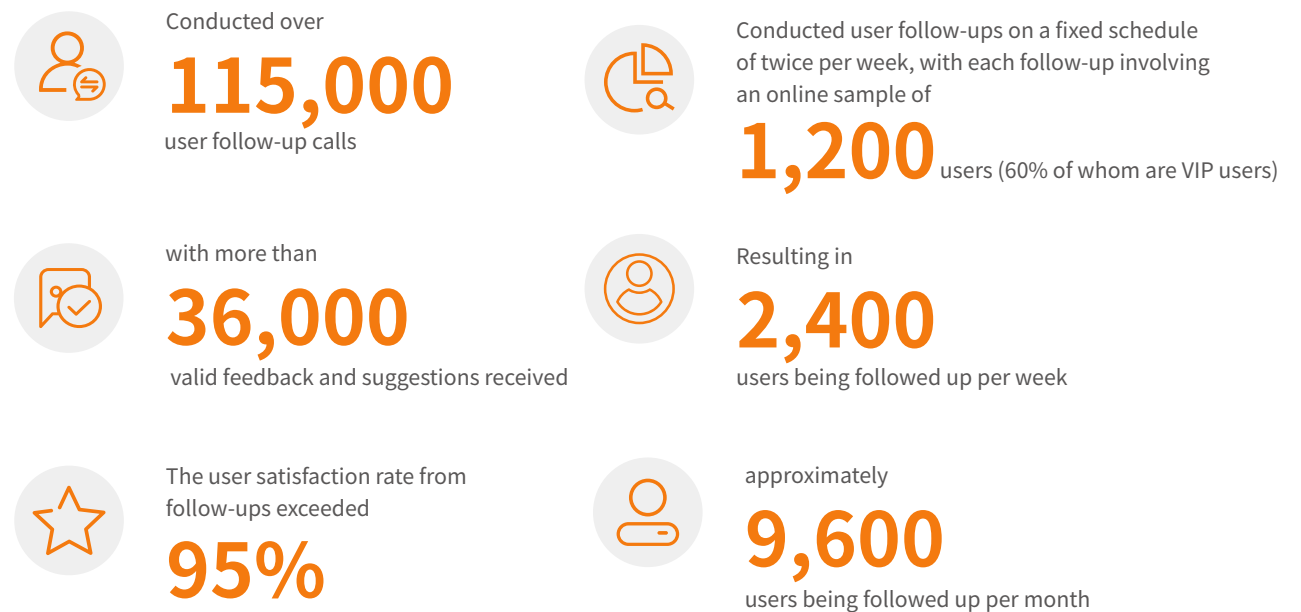 Conducted over
115,000
user follow-up calls
with more than
36,000
valid feedback and suggestions received
The user satisfaction rate from
follow-ups exceeded
95%
Conducted user follow-ups on a fixed schedule
of twice per week, with each follow-up involving
an online sample of
1,200 users (60% of whom are VIP users)
Resulting in
2,400
users being followed up per week
approximately
9,600
users being followed up per month